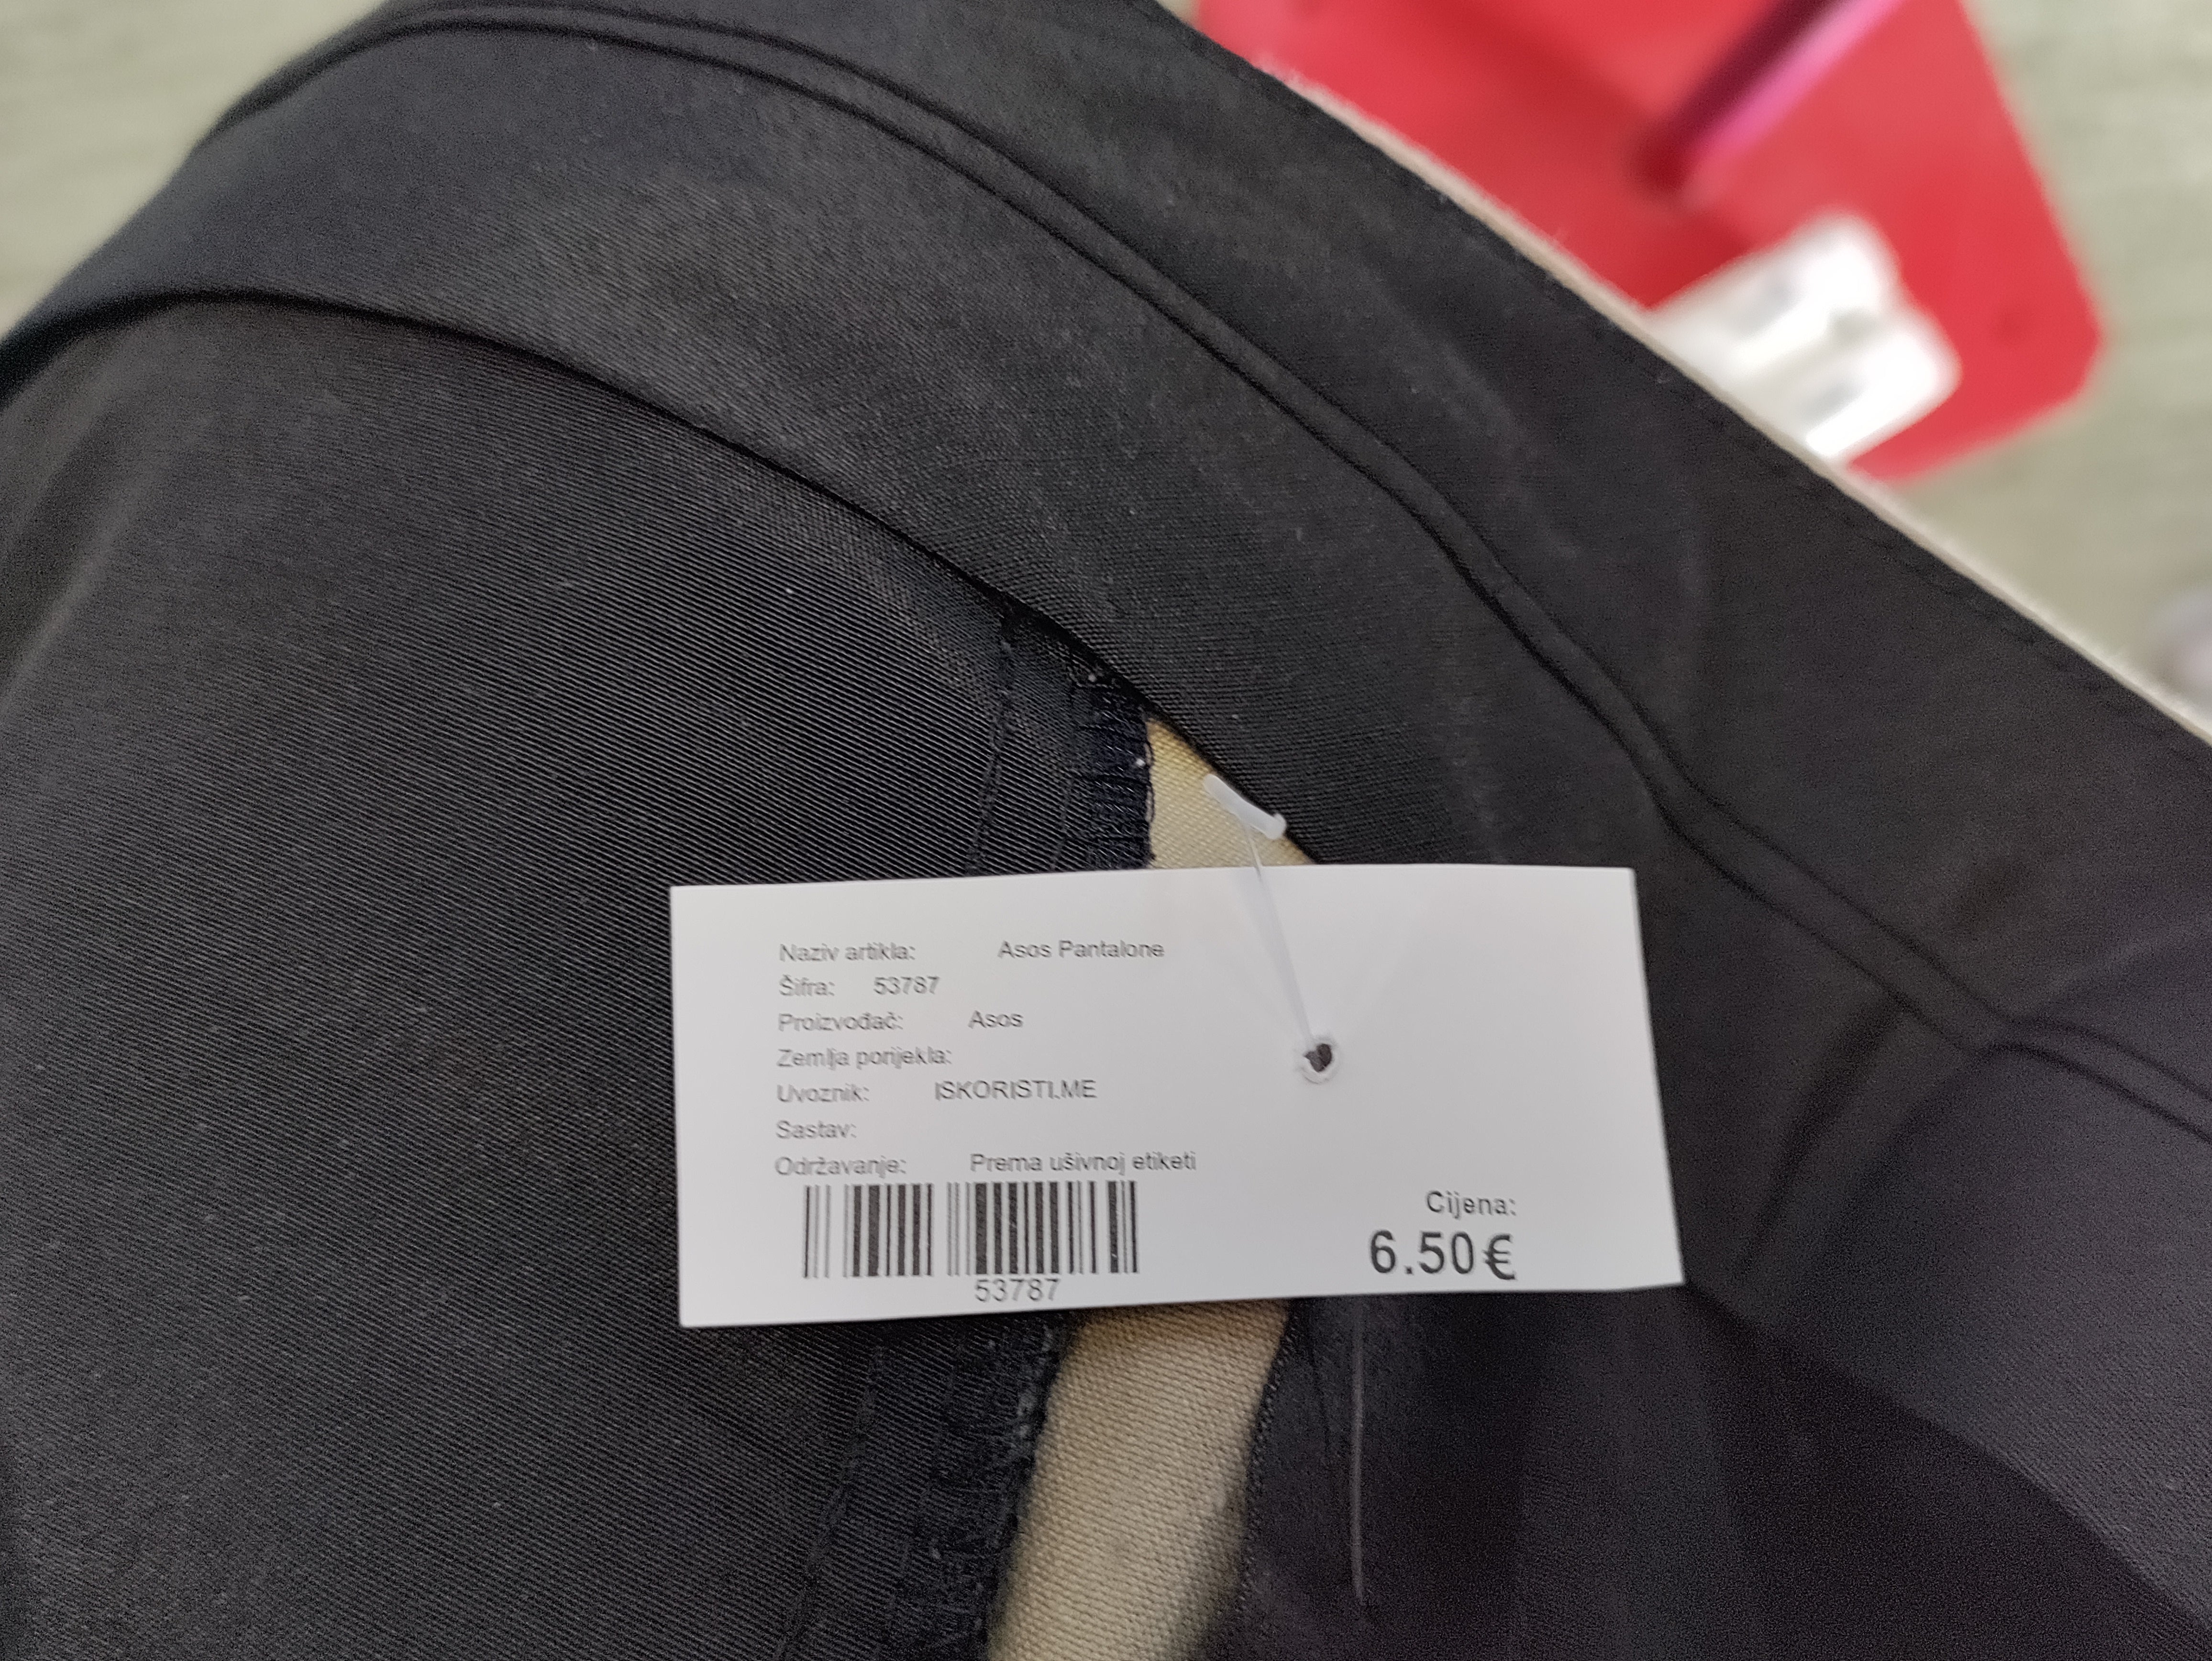 Naziv artikla: Asos Pantalone
Šifra: 53787
Proizvođač: Asos
Zemlja porijekla:
Uvoznik: ISKORISTI.ME
Sastav:
Održavanje: Prema ušivnoj etiketi
53787
Cijena:
6.50€